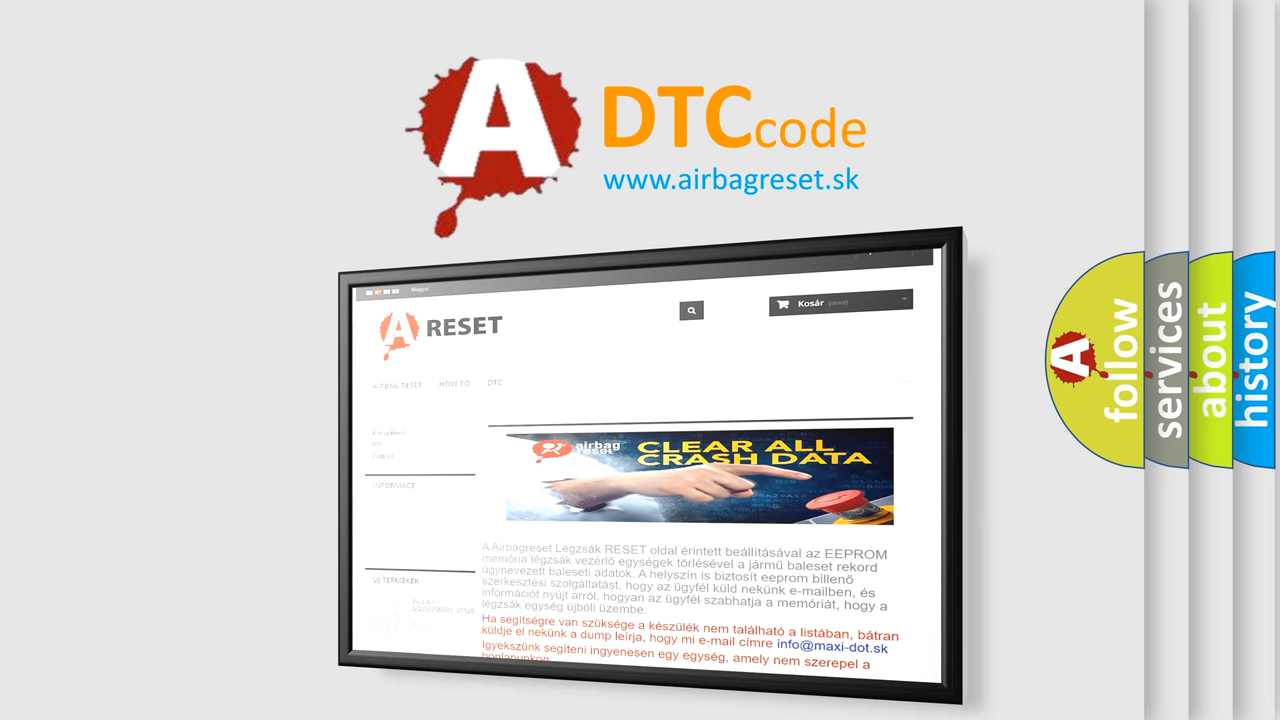 A DTC code
www.airbagreset.sk
Magyar
Kosár (üres)
A RESET
AIRBAG RESET HOW TO DTC
INFORMACE
ÚJ TERMÉKEK
airbag
reset
CLEAR ALL
CRASH DATA
A Airbagreset Légzsák RESET oldal érintett beállításával az EEPROM
memória légzsák vezérlő egységek törlésével a jármű baleset rekord
úgynevezett baleseti adatok. A helyszín is biztosít eeprom billenő
szerkesztési szolgáltatást, hogy az ügyfél küld nekünk e-mailben, és
információt nyújt arról, hogyan az ügyfél szabhatja a memóriát, hogy a
légzsák egység újbóli üzembe.
Ha segítségre van szüksége a készülék nem található a listában, bátran
küldje el nekünk a dump leírja, hogy mi e-mail címre info@maxi-dot.sk
Igyekszünk segíteni ingyenesen egy egység, amely nem szerepel a
honlapunkon
A follow
services
about
history